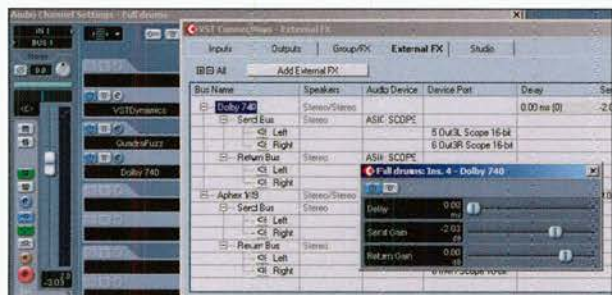 Audio Channel Settings - Full drums
VST Connections - External FX
IN 1
BUS 1
Inputs
Outputs
Group/FX
External FX
Studio
All
Add External FX
Bus Name
Speakers
Audio Device
Device Port
Delay
Dolby 740
Stereo/Stereo
0.00 ms (0)
Send Bus
Stereo
ASIO SCOPE
Left
5 Out3L Scope 16-bit
Right
6 Out3R Scope 16-bit
Return Bus
Stereo
ASIO SCOPE
Left
Right
Aphex
Stereo/Stereo
Send Bus
Stereo
Left
Right
Return Bus
Stereo
Left
Right
VSTDynamics
QuadraFuzz
Dolby 740
Full drums: Ins. 4 - Dolby 740
Delay
0.00
ms
Send Gain
-2.03
dB
Return Gain
0.00
dB
-2.03